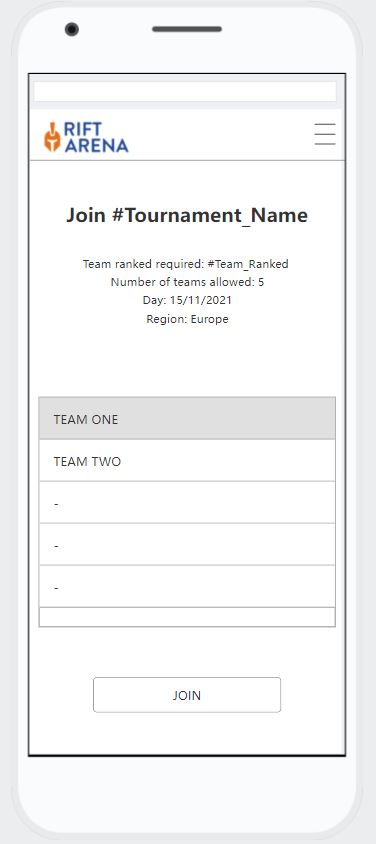 RIFT
ARENA
Join #Tournament_Name
Team ranked required: #Team_Ranked
Number of teams allowed: 5
Day: 15/11/2021
Region: Europe
TEAM ONE
TEAM TWO
-
-
-
JOIN